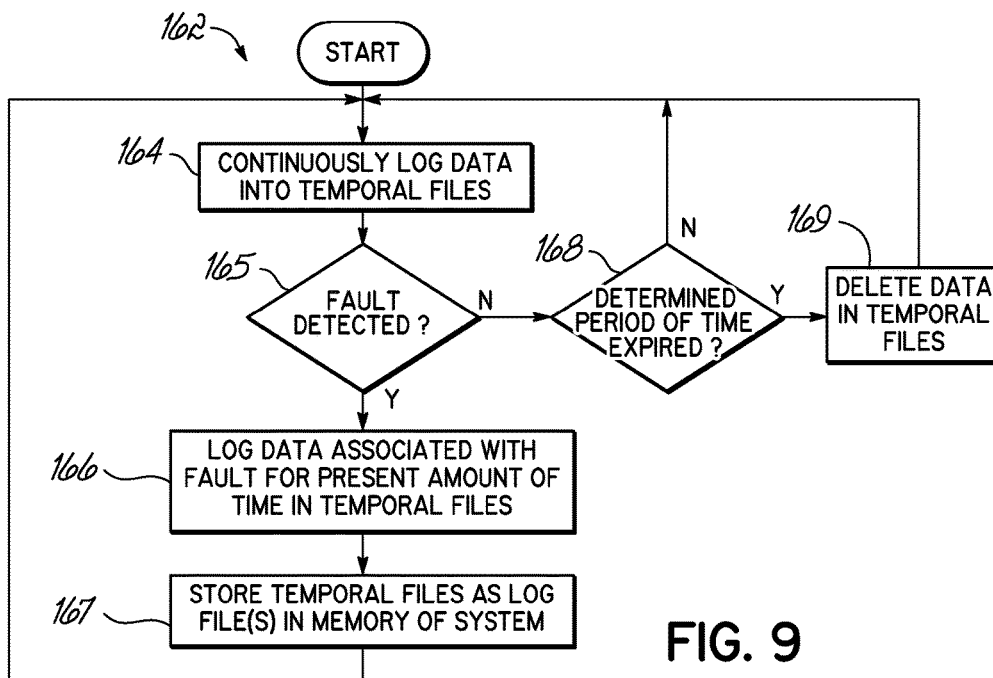 162
START
164
CONTINUOUSLY LOG DATA
INTO TEMPORAL FILES
165
FAULT
DETECTED ?
N
Y
168
DETERMINED
PERIOD OF TIME
EXPIRED ?
N
Y
169
DELETE DATA
IN TEMPORAL
FILES
166
LOG DATA ASSOCIATED WITH
FAULT FOR PRESENT AMOUNT OF
TIME IN TEMPORAL FILES
167
STORE TEMPORAL FILES AS LOG
FILE(S) IN MEMORY OF SYSTEM
FIG. 9